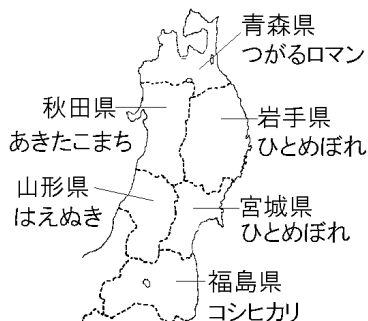 青森県
つがるロマン
秋田県
あきたこまち
岩手県
ひとめぼれ
山形県
はえぬき
宮城県
ひとめぼれ
福島県
コシヒカリ